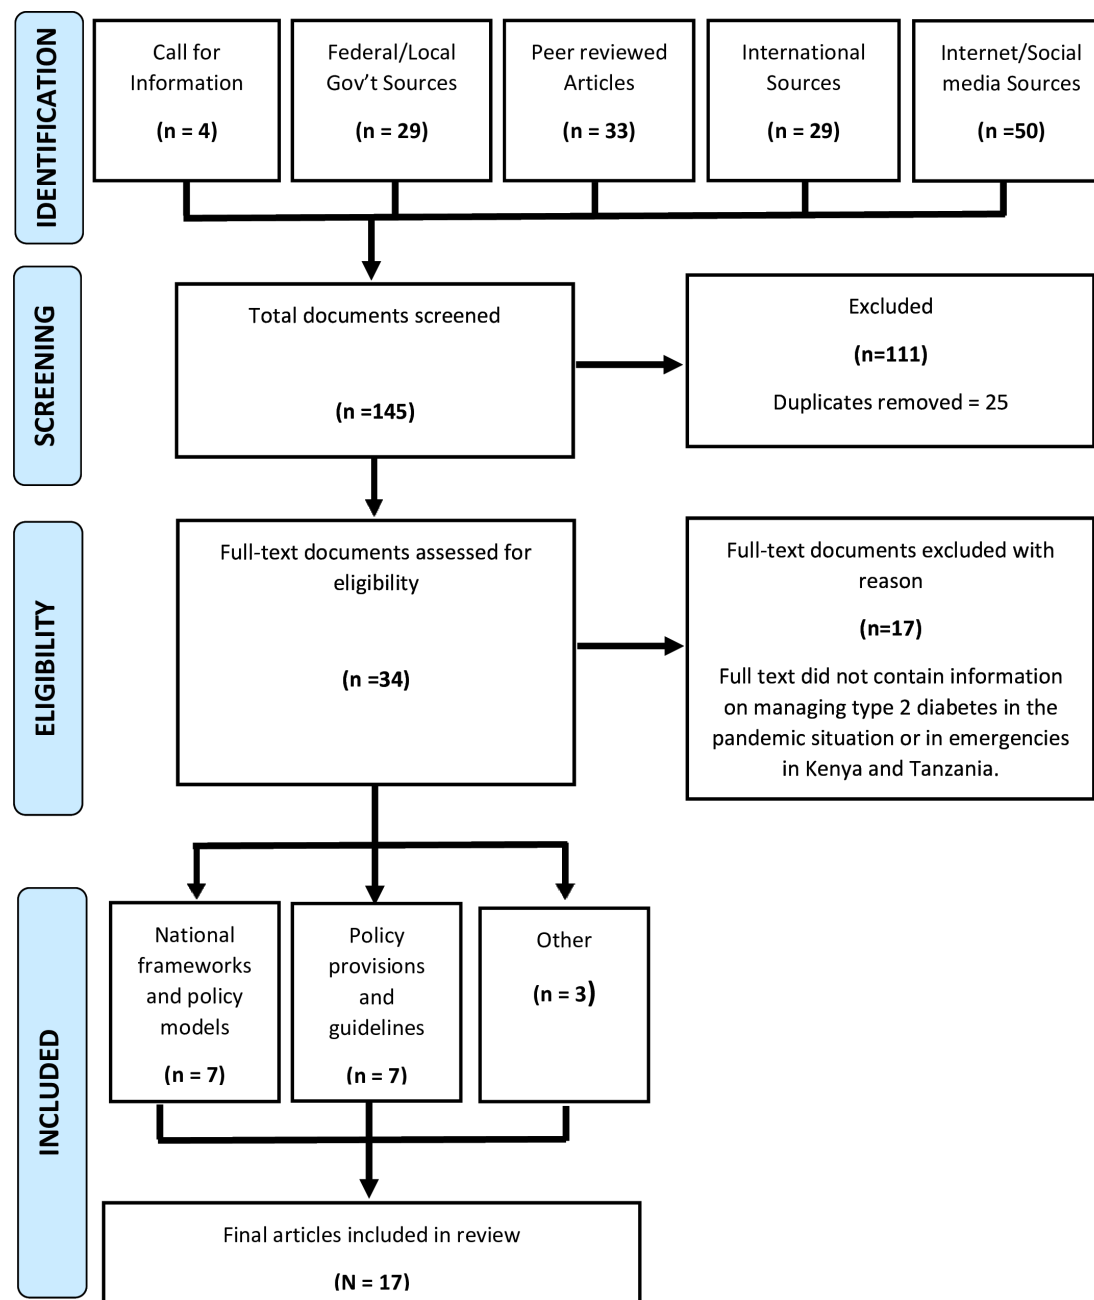 IDENTIFICATION
Call for
Information
(n = 4)
Federal/Local
Gov’t Sources
(n = 29)
Peer reviewed
Articles
(n = 33)
International
Sources
(n = 29)
Internet/Social
media Sources
(n =50)
SCREENING
Total documents screened
(n =145)
Excluded
(n=111)
Duplicates removed = 25
ELIGIBILITY
Full-text documents assessed for
eligibility
(n =34)
Full-text documents excluded with
reason
(n=17)
Full text did not contain information
on managing type 2 diabetes in the
pandemic situation or in emergencies
in Kenya and Tanzania.
INCLUDED
National
frameworks
and policy
models
(n = 7)
Policy
provisions
and
guidelines
(n = 7)
Other
(n = 3)
Final articles included in review
(N = 17)